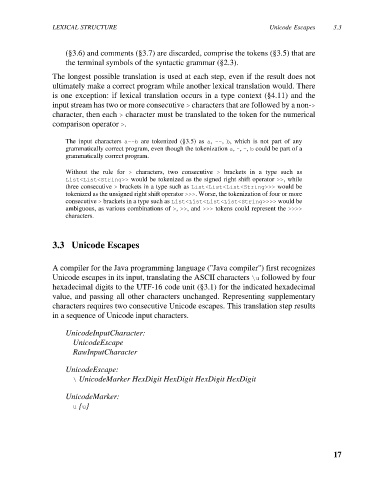 LEXICAL STRUCTURE Unicode Escapes 3.3
(§3.6) and comments (§3.7) are discarded, comprise the tokens (§3.5) that are
the terminal symbols of the syntactic grammar (§2.3).
The longest possible translation is used at each step, even if the result does not
ultimately make a correct program while another lexical translation would. There
is one exception: if lexical translation occurs in a type context (§4.11) and the
input stream has two or more consecutive > characters that are followed by a non->
character, then each > character must be translated to the token for the numerical
comparison operator >.
The input characters a--b are tokenized (§3.5) as a, --, b, which is not part of any
grammatically correct program, even though the tokenization a, -, -, b could be part of a
grammatically correct program.
Without the rule for > characters, two consecutive > brackets in a type such as
List<List<String>> would be tokenized as the signed right shift operator >>, while
three consecutive > brackets in a type such as List<List<List<String>>> would be
tokenized as the unsigned right shift operator >>>. Worse, the tokenization of four or more
consecutive > brackets in a type such as List<List<List<List<String>>>> would be
ambiguous, as various combinations of >, >>, and >>> tokens could represent the >>>>
characters.
3.3 Unicode Escapes
A compiler for the Java programming language ("Java compiler") first recognizes
Unicode escapes in its input, translating the ASCII characters \u followed by four
hexadecimal digits to the UTF-16 code unit (§3.1) for the indicated hexadecimal
value, and passing all other characters unchanged. Representing supplementary
characters requires two consecutive Unicode escapes. This translation step results
in a sequence of Unicode input characters.
UnicodeInputCharacter:
UnicodeEscape
RawInputCharacter
UnicodeEscape:
\ UnicodeMarker HexDigit HexDigit HexDigit HexDigit
UnicodeMarker:
u {u}
17